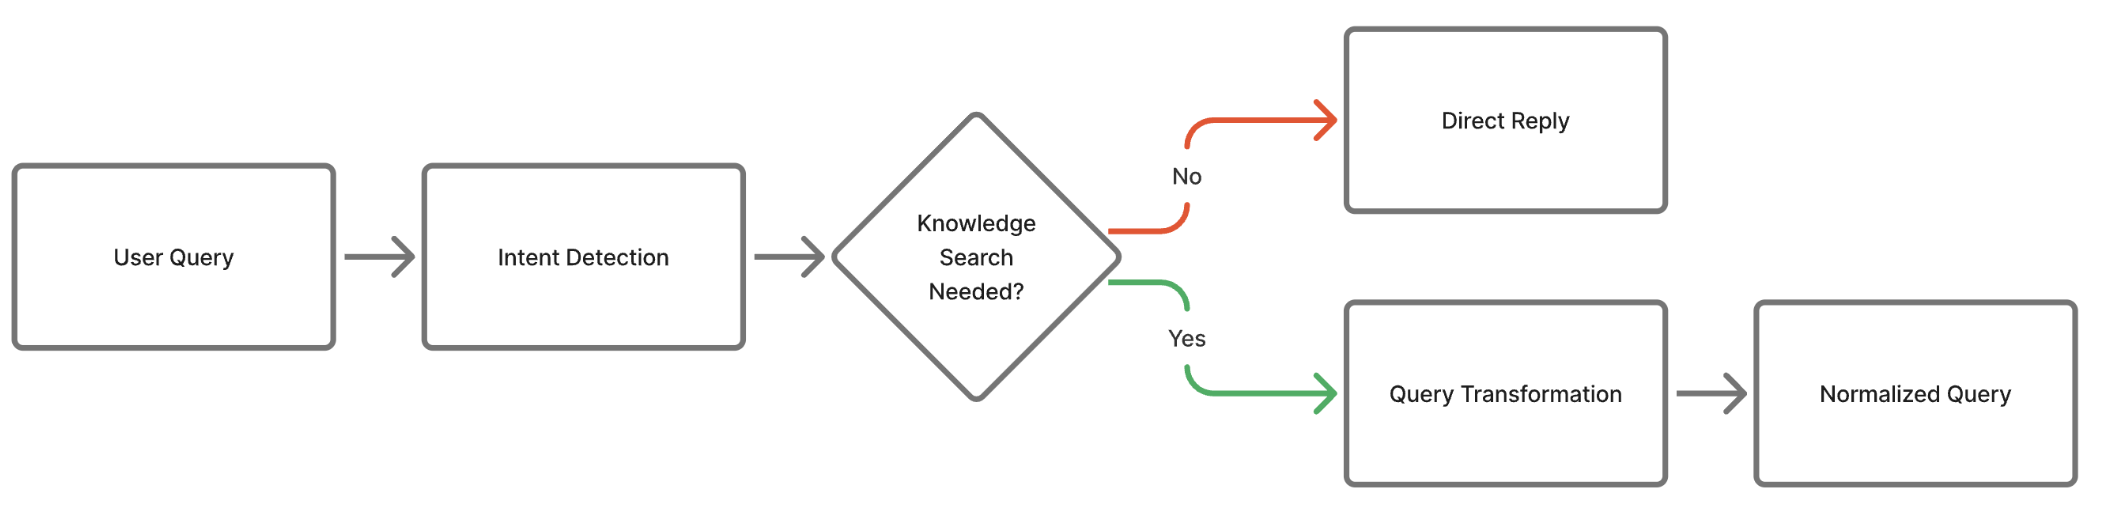 User Query
Intent Detection
Knowledge
Search
Needed?
No
Direct Reply
Yes
Query Transformation
Normalized Query